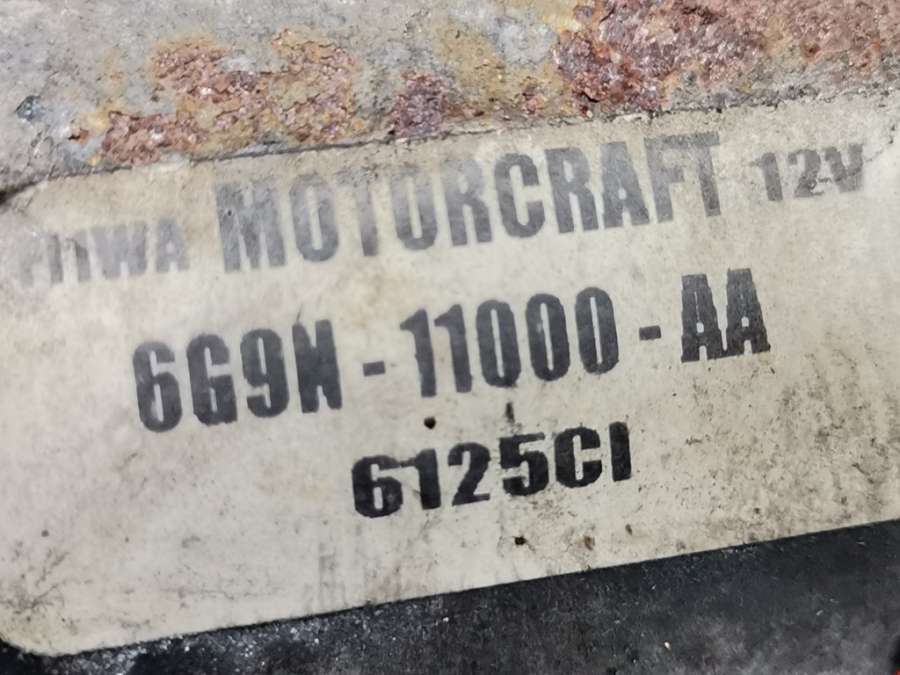 MOTORCRAFT 12V
6G9N - 11000 - AA
6125CI